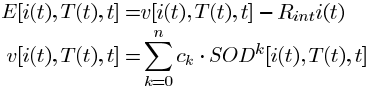 E[i(t), T(t), t] = v[i(t), T(t), t] − R_{int} i(t)
v[i(t), T(t), t] = \sum_{k=0}^{n} c_k · SOD^k[i(t), T(t), t]